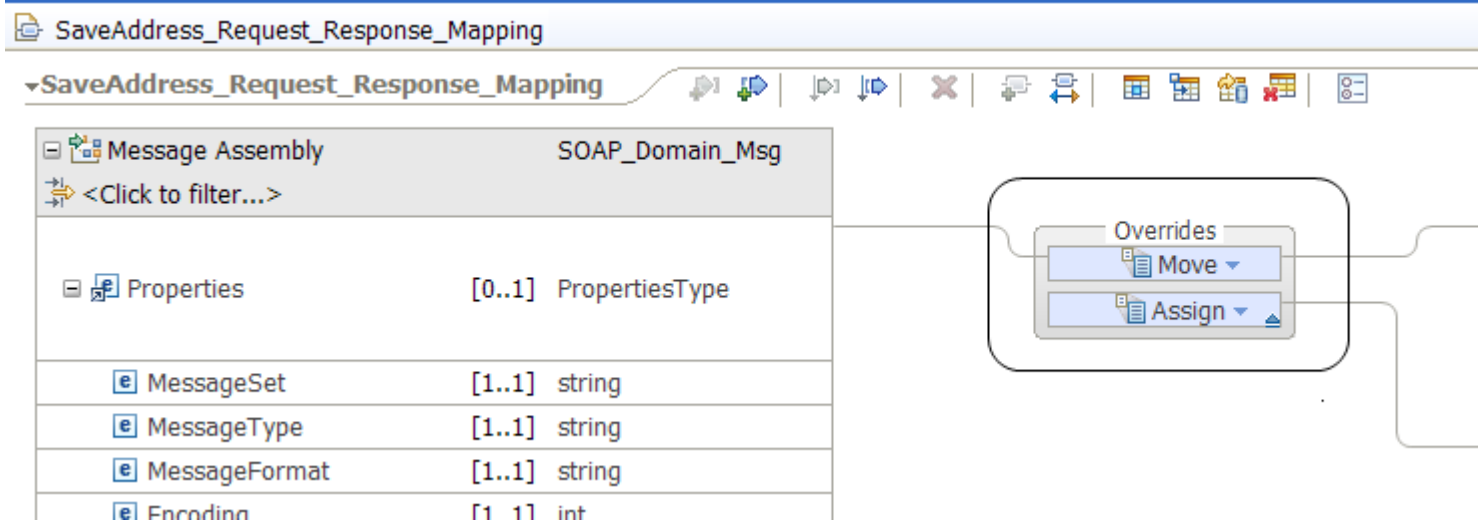 SaveAddress_Request_Response_Mapping
SaveAddress_Request_Response_Mapping
Message Assembly SOAP_Domain_Msg
<Click to filter...>
Overrides
Move
Properties [0..1] PropertiesType
Assign
MessageSet [1..1] string
MessageType [1..1] string
MessageFormat [1..1] string
Encoding [1..1] int